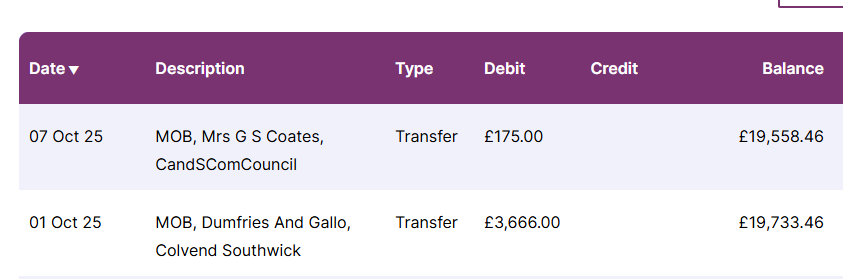 Date ▼ Description Type Debit Credit Balance
07 Oct 25 MOB, Mrs G S Coates, Transfer £175.00 £19,558.46
CandSComCouncil
01 Oct 25 MOB, Dumfries And Gallo, Transfer £3,666.00 £19,733.46
Colvend Southwick